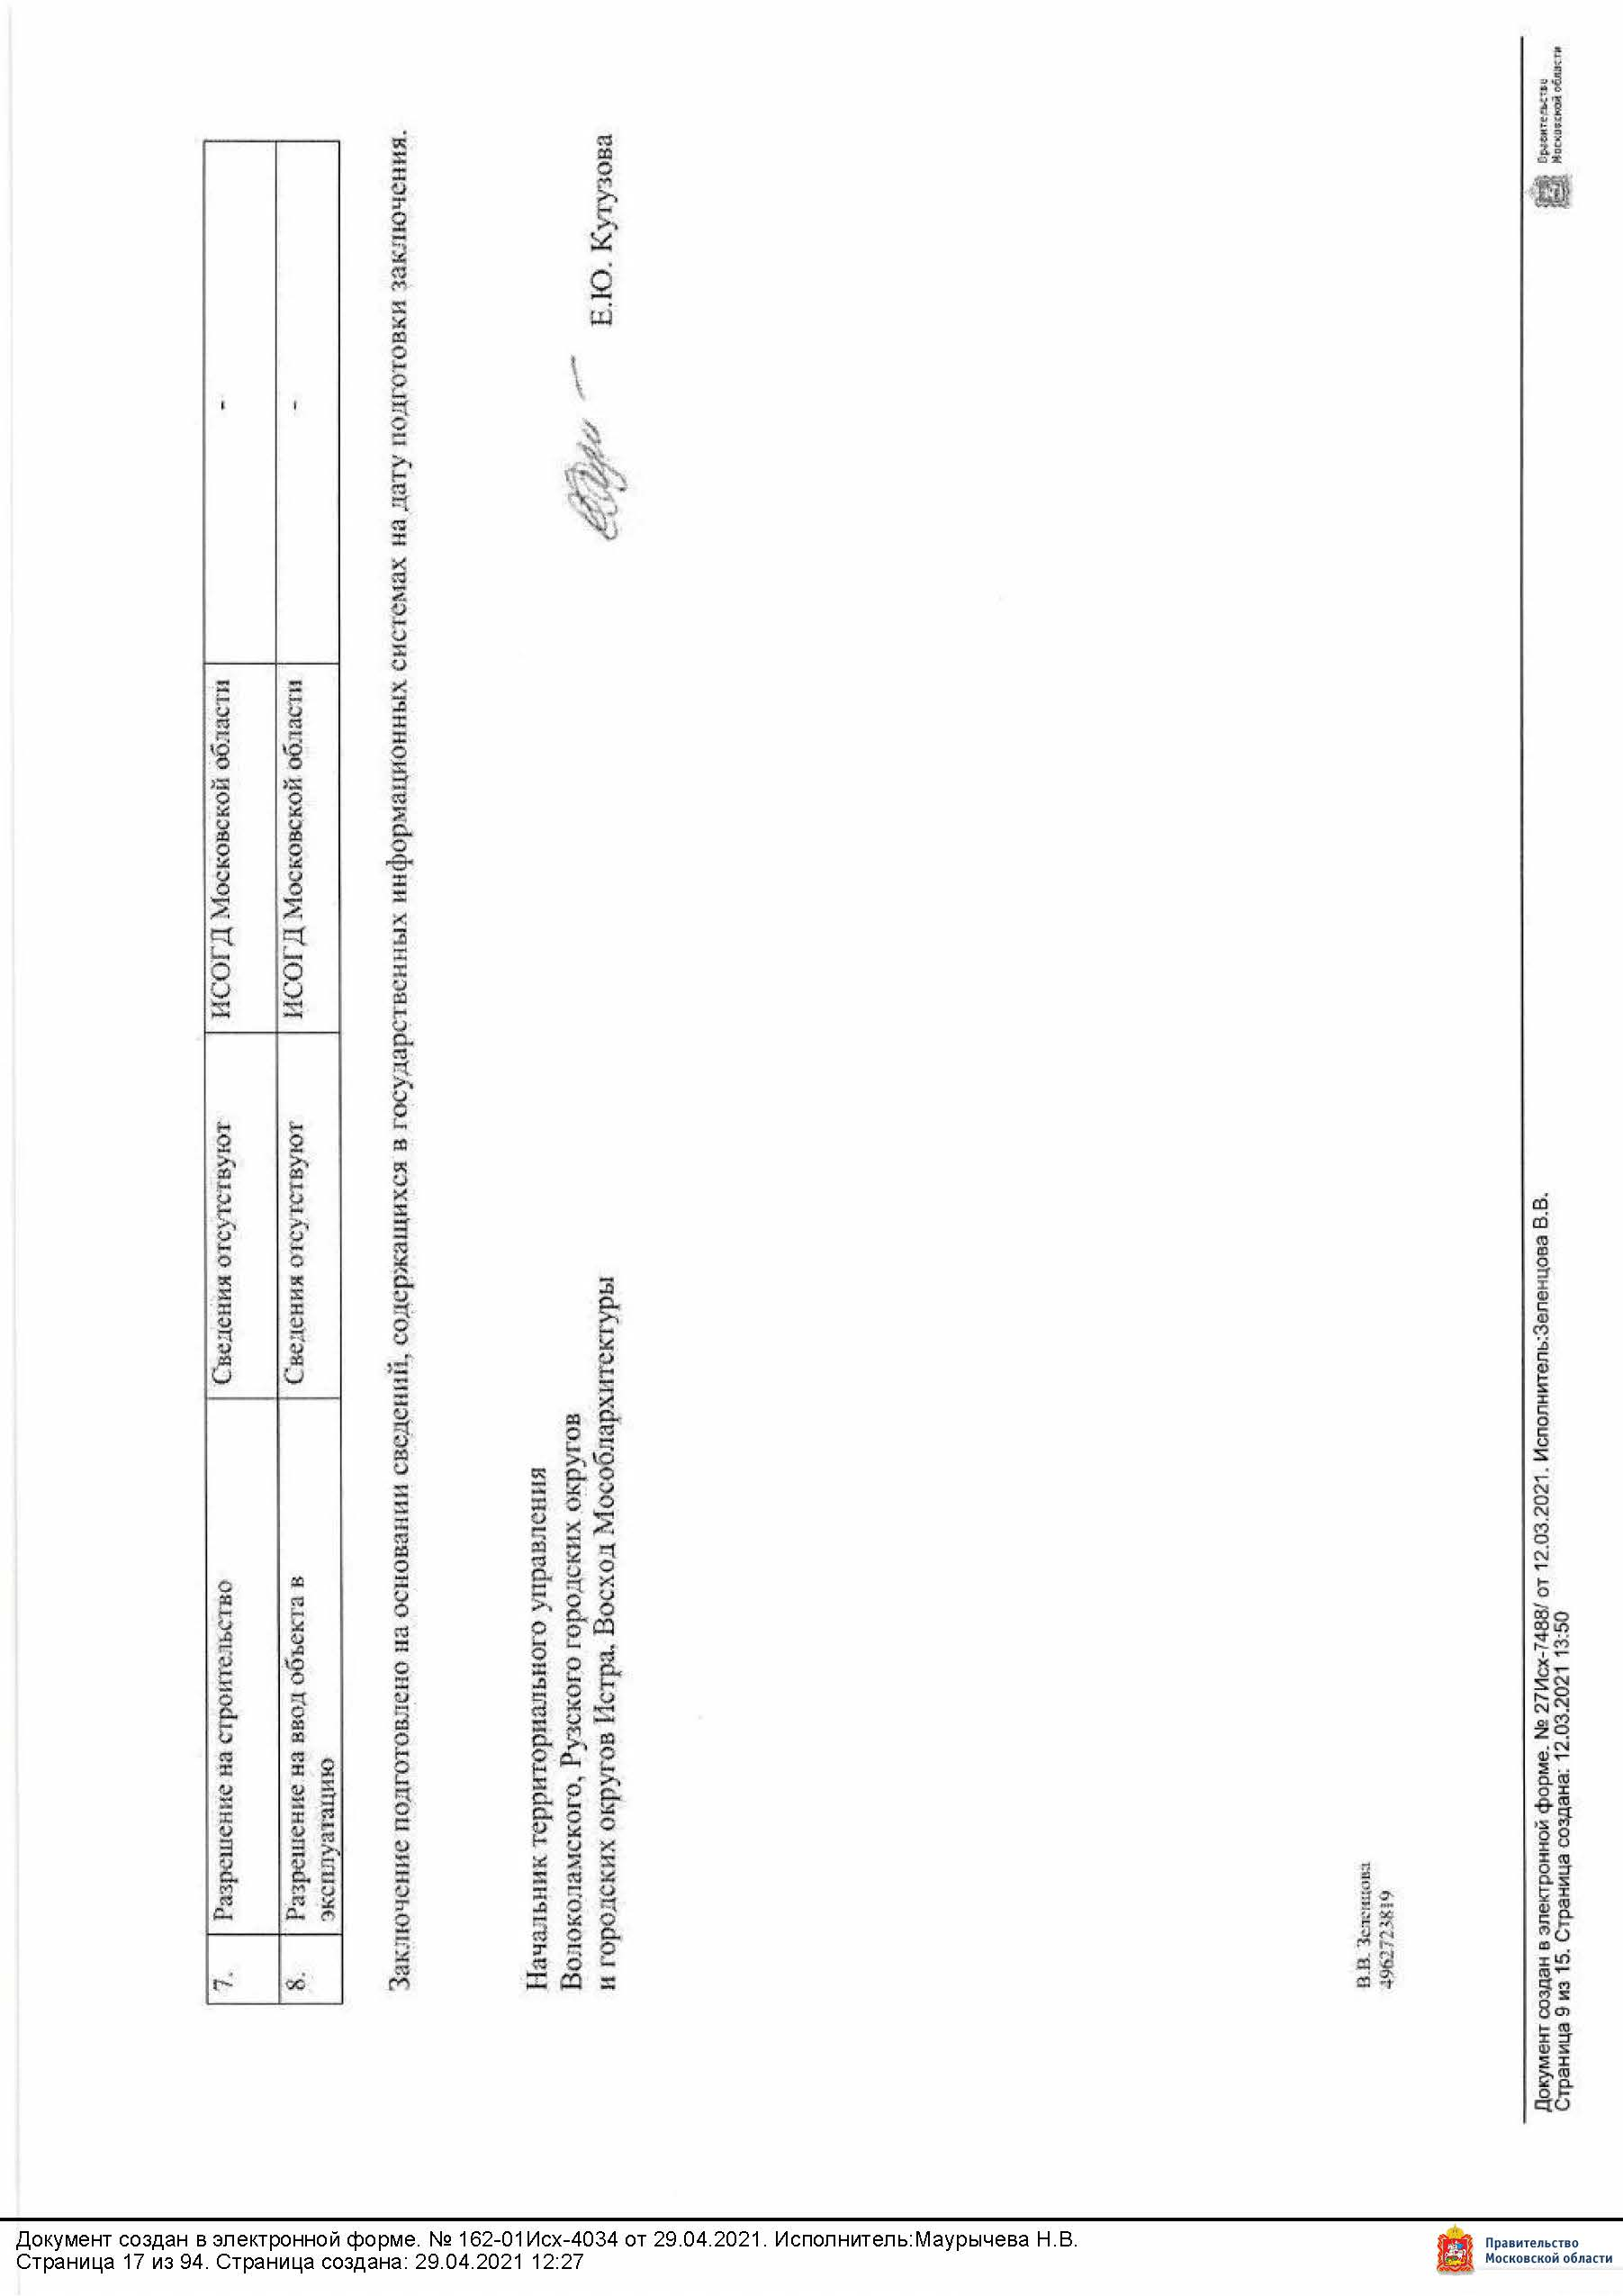 7. Разрешение на строительство Сведения отсутствуют ИСОГД Московской области -
8. Разрешение на ввод объекта в Сведения отсутствуют ИСОГД Московской области -
эксплуатацию
Заключение подготовлено на основании сведений, содержащихся в государственных информационных системах на дату подготовки заключения.
Начальник территориального управления
Волоколамского, Рузского городских округов
и городских округов Истра, Восход Мособлархитектуры Е.Ю. Кутузова
В.В. Зеленцова
4962723819
Документ создан в электронной форме. № 27Исх-7488/ от 12.03.2021. Исполнитель:Зеленцова В.В.
Страница 9 из 15. Страница создана: 12.03.2021 13:50
Правительство
Московской области
Документ создан в электронной форме. № 162-01Исх-4034 от 29.04.2021. Исполнитель:Маурычева Н.В.
Страница 17 из 94. Страница создана: 29.04.2021 12:27
Правительство
Московской области